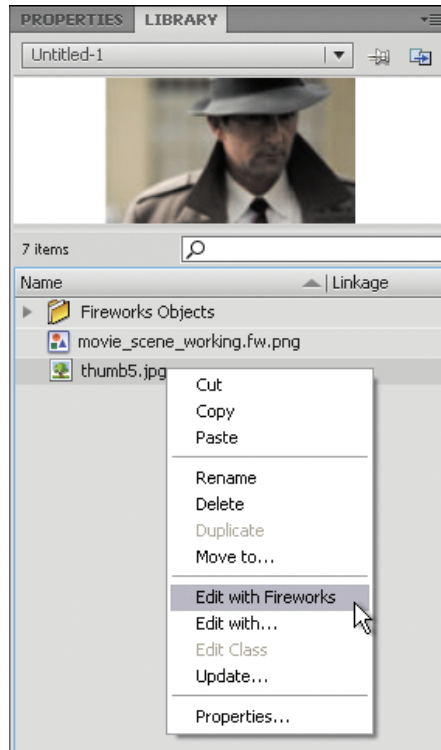 PROPERTIES LIBRARY
Untitled-1
7 items
Name Linkage
Fireworks Objects
movie_scene_working.fw.png
thumb5.jpg
Cut
Copy
Paste
Rename
Delete
Duplicate
Move to...
Edit with Fireworks
Edit with...
Edit Class
Update...
Properties...